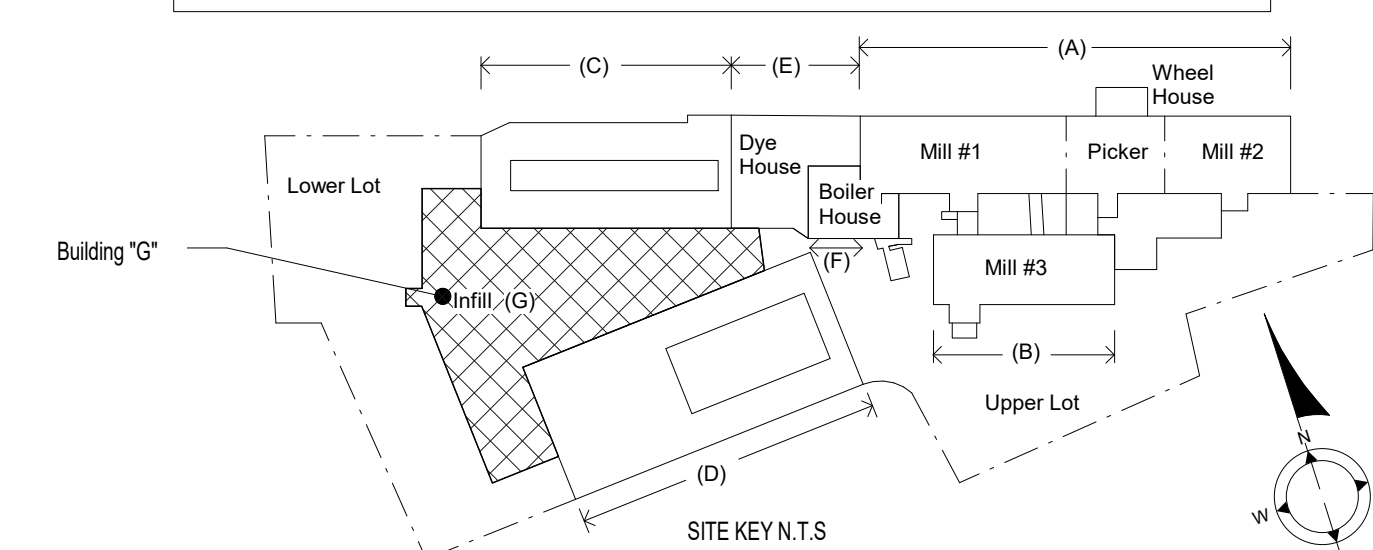 (A)
(C)
(E)
Wheel
House
Dye
House
Mill #1
Picker
Mill #2
Lower Lot
Boiler
House
Building "G"
(F)
Mill #3
Infill (G)
(B)
Upper Lot
(D)
N
W
SITE KEY N.T.S